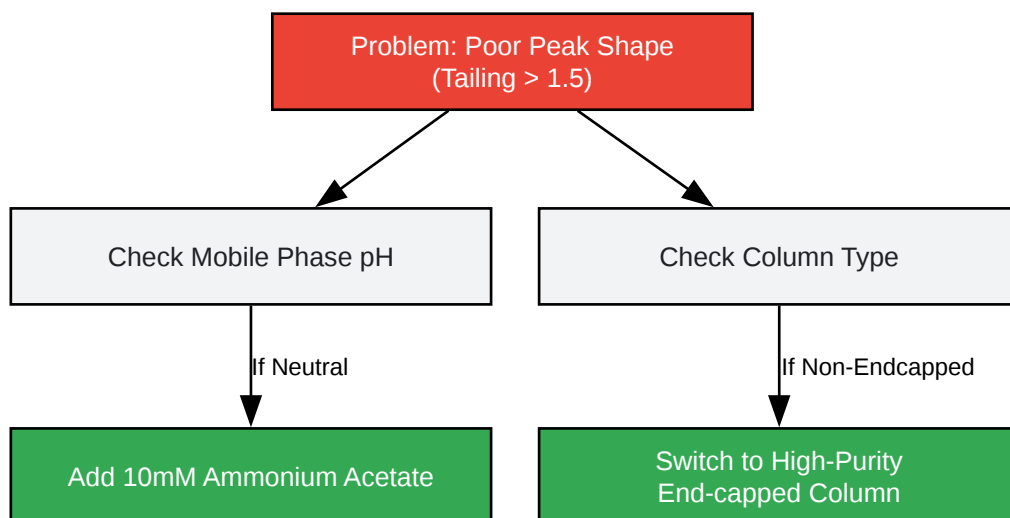 Problem: Poor Peak Shape
(Tailing > 1.5)
Check Mobile Phase pH
Check Column Type
If Neutral
If Non-Endcapped
Add 10mM Ammonium Acetate
Switch to High-Purity
End-capped Column